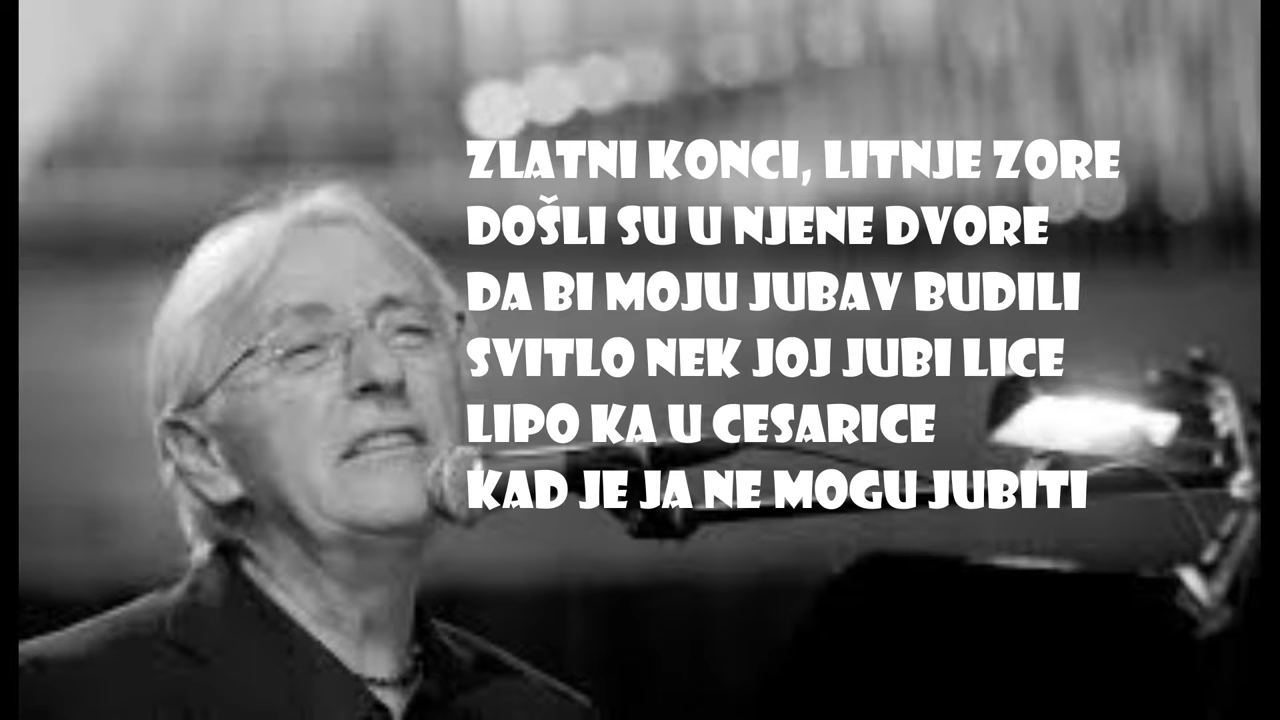 ZLATNI KONCI, LITNJE ZORE
DOŠLI SU U NJENE DVORE
DA BI MOJU JUBAV BUDILI
SVITLO NEK JOJ JUBI LICE
LIPO KA U CESARICE
KAD JE JA NE MOGU JUBITI